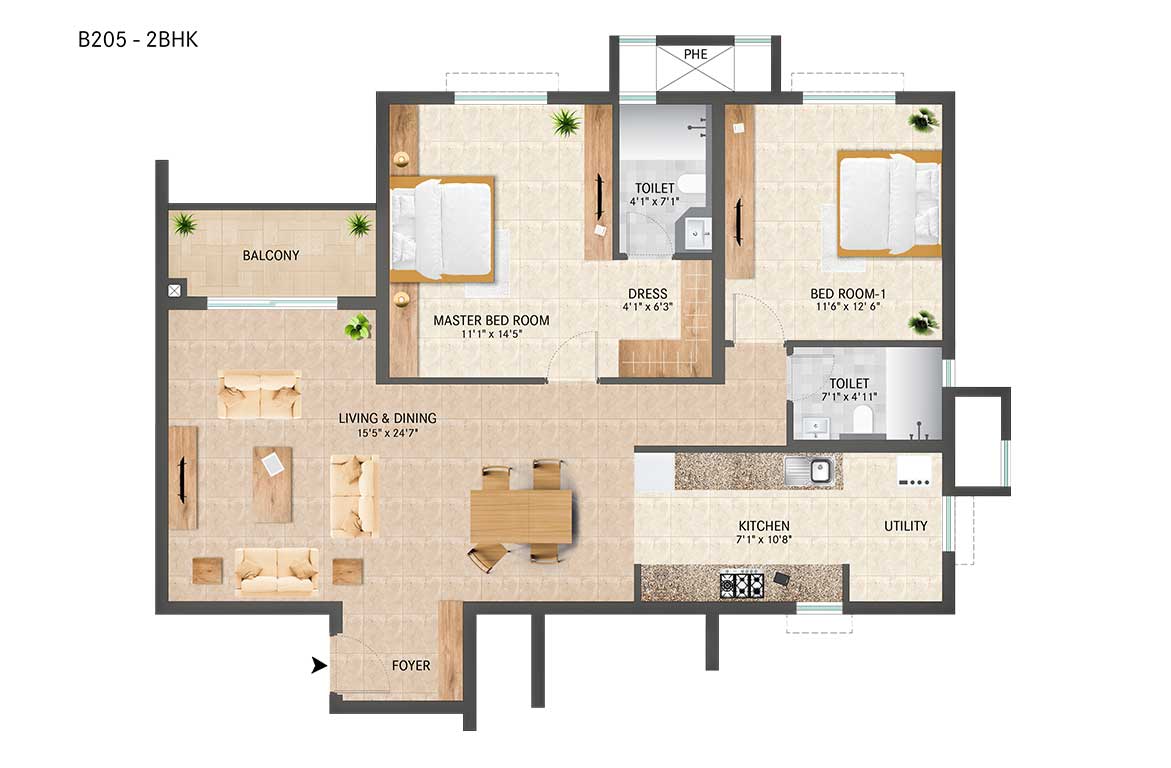 B205 - 2BHK
PHE
TOILET
4'1" x 7'1"
BALCONY
DRESS
4'1" x 6'3"
BED ROOM-1
11'6" x 12' 6"
MASTER BED ROOM
11'1" x 14'5"
TOILET
7'1" x 4'11"
LIVING & DINING
15'5" x 24'7"
KITCHEN
7'1" x 10'8"
UTILITY
FOYER